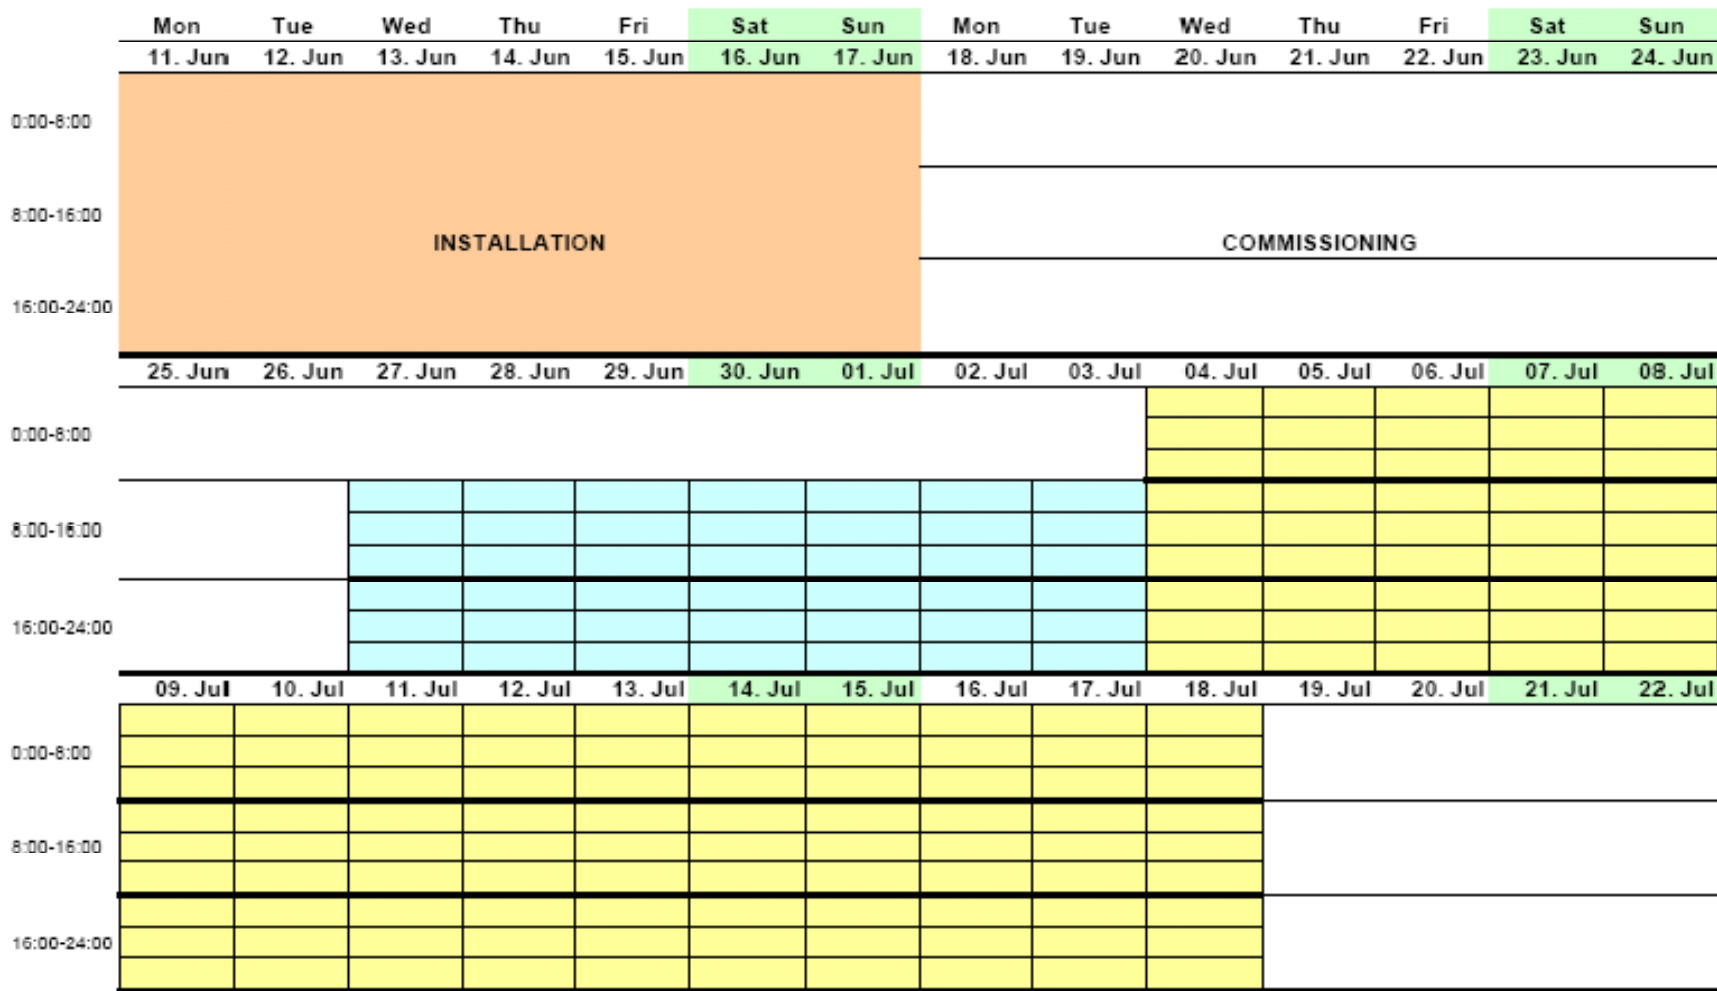 Mon Tue Wed Thu Fri Sat Sun Mon Tue Wed Thu Fri Sat Sun
11. Jun 12. Jun 13. Jun 14. Jun 15. Jun 16. Jun 17. Jun 18. Jun 19. Jun 20. Jun 21. Jun 22. Jun 23. Jun 24. Jun
0:00-8:00
8:00-16:00
INSTALLATION COMMISSIONING
16:00-24:00
25. Jun 26. Jun 27. Jun 28. Jun 29. Jun 30. Jun 01. Jul 02. Jul 03. Jul 04. Jul 05. Jul 06. Jul 07. Jul 08. Jul
0:00-8:00
8:00-16:00
16:00-24:00
09. Jul 10. Jul 11. Jul 12. Jul 13. Jul 14. Jul 15. Jul 16. Jul 17. Jul 18. Jul 19. Jul 20. Jul 21. Jul 22. Jul
0:00-8:00
8:00-16:00
16:00-24:00